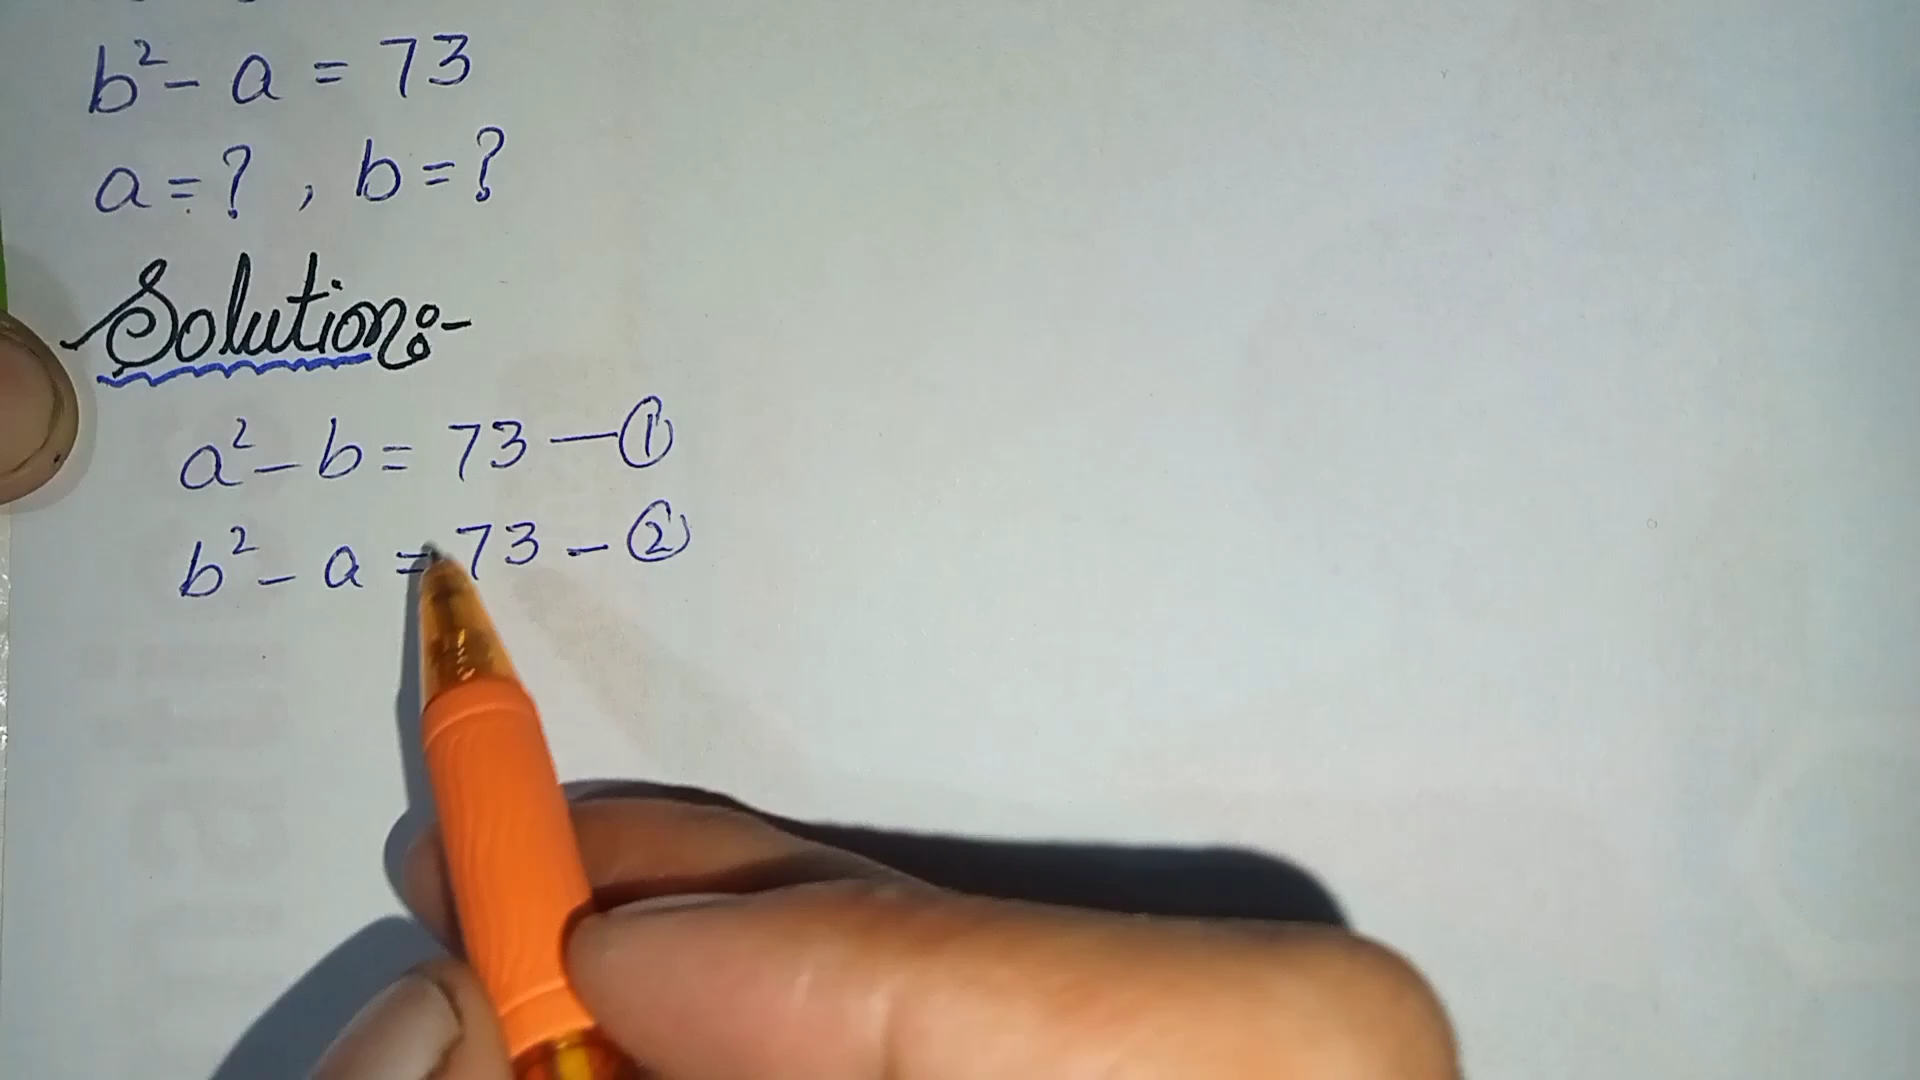 b² - a = 73
a = ? , b = ?
Solution:-
a² - b = 73 — ①
b² - a = 73 - ②